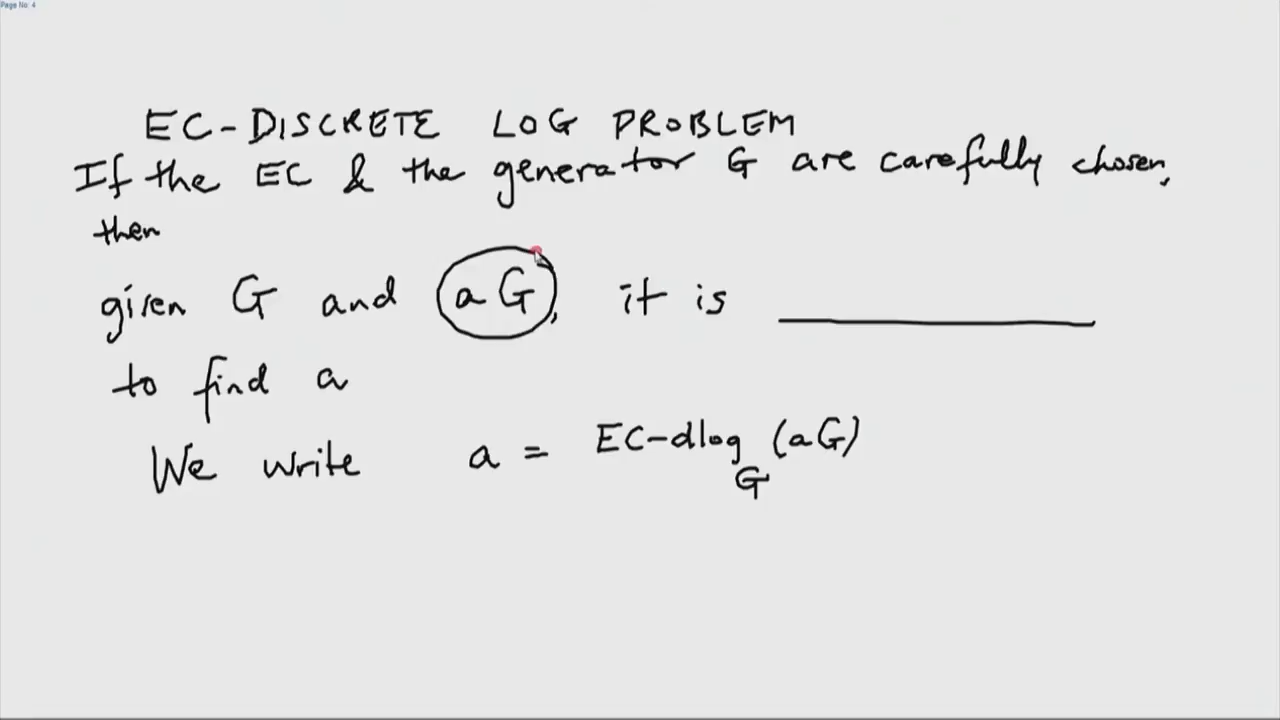 Page No: 4
EC-DISCRETE LOG PROBLEM
If the EC & the generator G are carefully chosen,
then
given G and aG, it is
to find a
We write a = EC-dlog_G (aG)